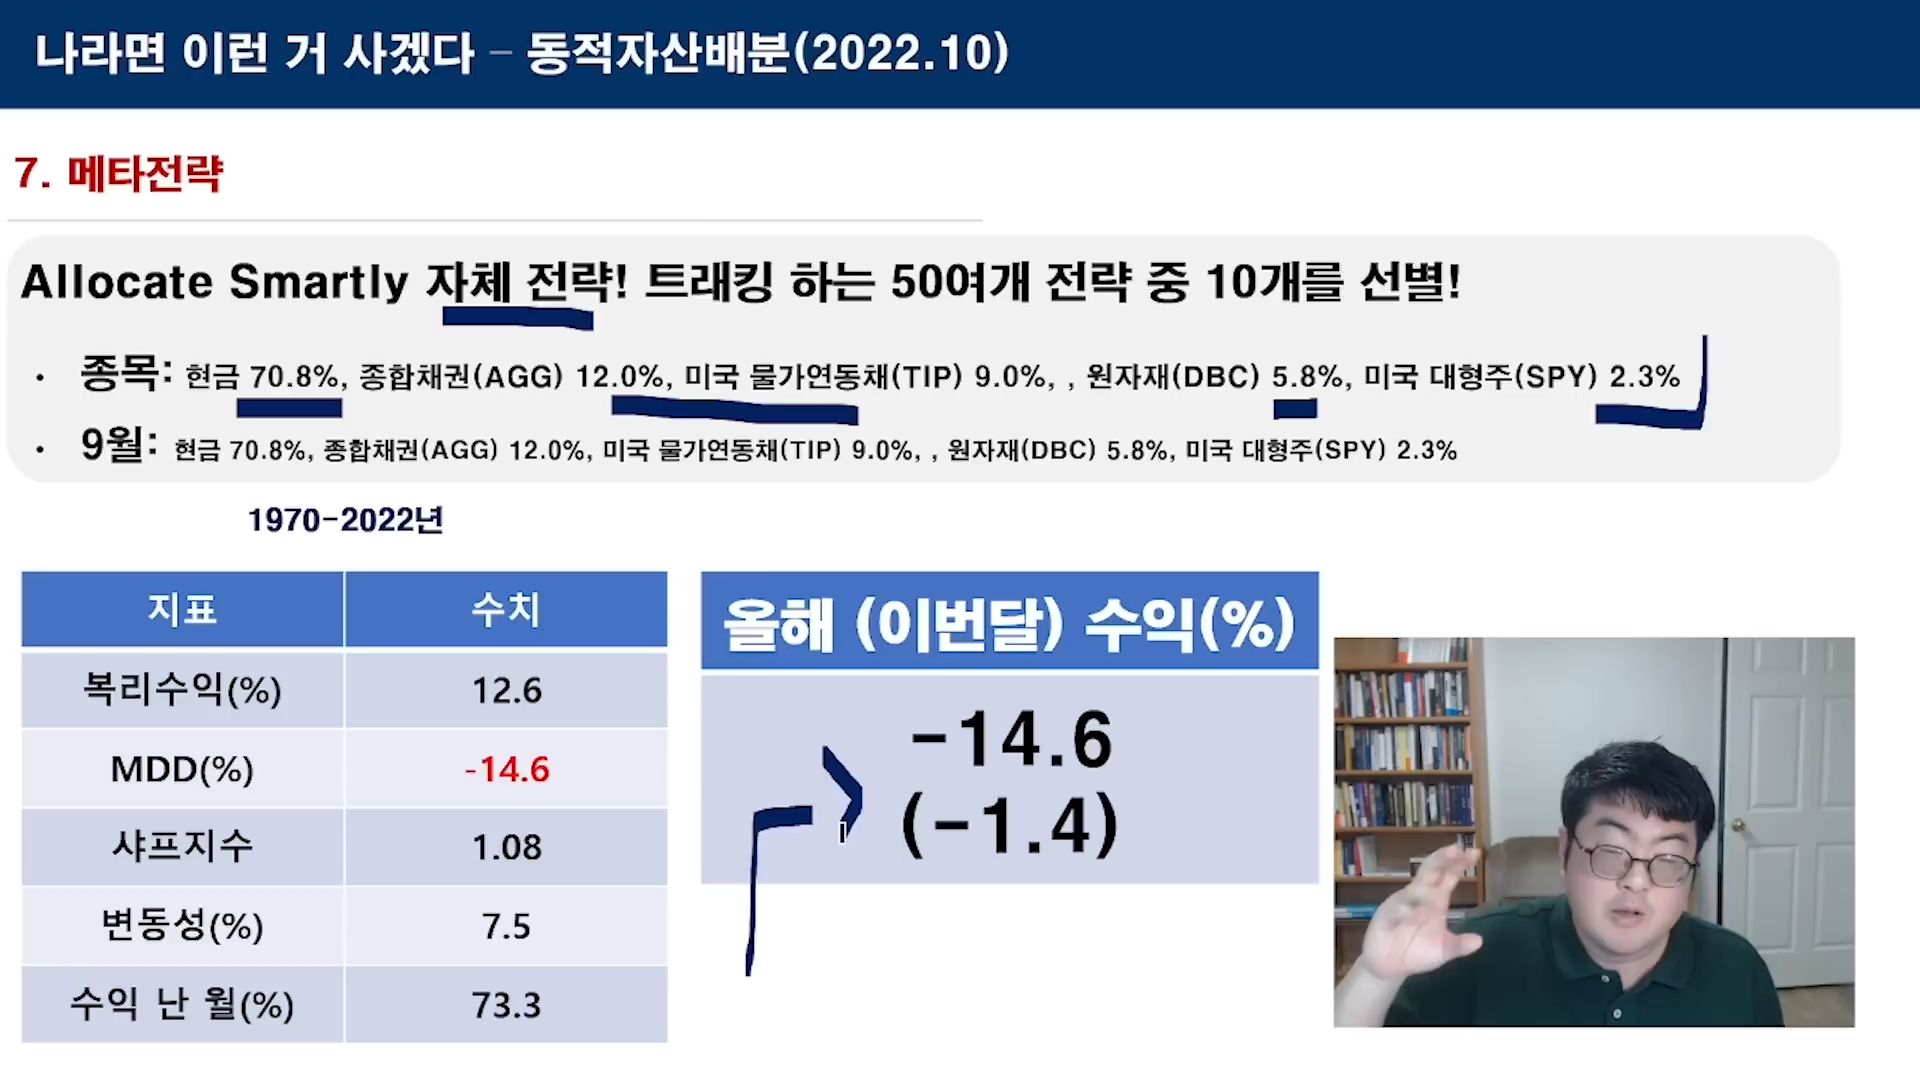 나라면 이런 거 사겠다 – 동적자산배분(2022.10)
7. 메타전략
Allocate Smartly 자체 전략! 트래킹 하는 50여개 전략 중 10개를 선별!
• 종목: 현금 70.8%, 종합채권(AGG) 12.0%, 미국 물가연동채(TIP) 9.0%, , 원자재(DBC) 5.8%, 미국 대형주(SPY) 2.3%
• 9월: 현금 70.8%, 종합채권(AGG) 12.0%, 미국 물가연동채(TIP) 9.0%, , 원자재(DBC) 5.8%, 미국 대형주(SPY) 2.3%
1970-2022년
지표 수치
복리수익(%) 12.6
MDD(%) -14.6
샤프지수 1.08
변동성(%) 7.5
수익 난 월(%) 73.3
올해 (이번달) 수익(%)
-14.6
(-1.4)